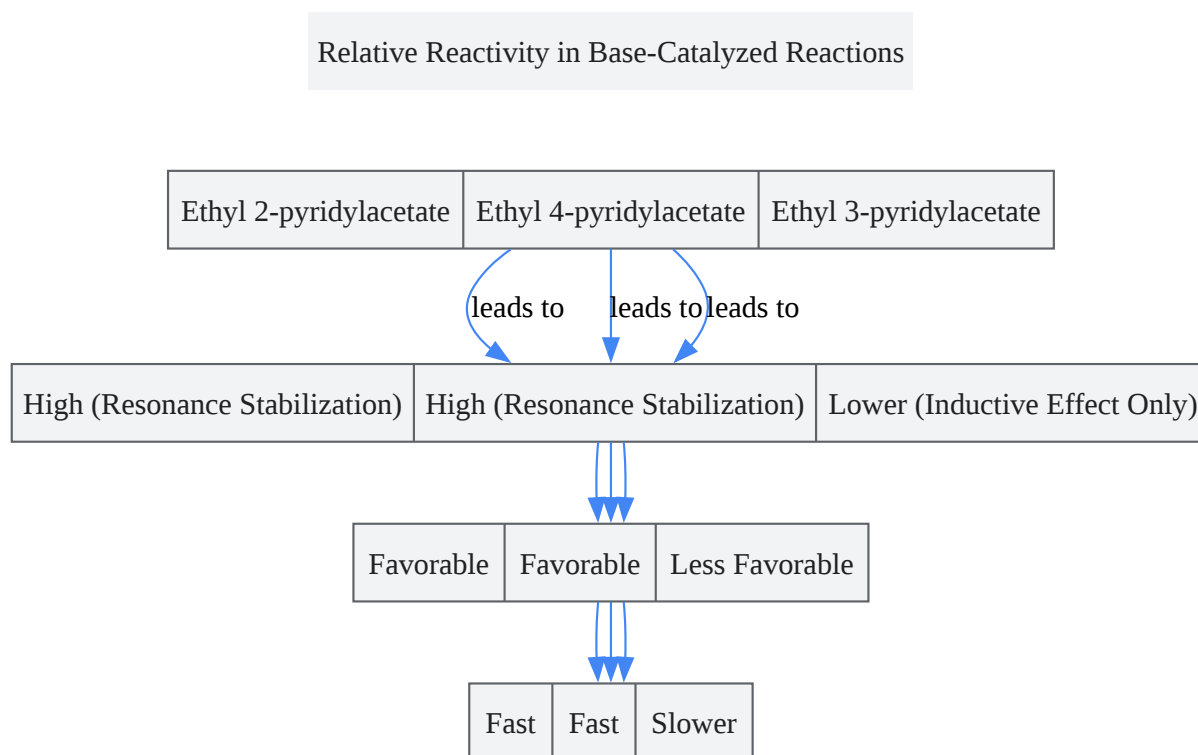 Relative Reactivity in Base-Catalyzed Reactions
Ethyl 2-pyridylacetate Ethyl 4-pyridylacetate Ethyl 3-pyridylacetate
leads to leads to leads to
High (Resonance Stabilization) High (Resonance Stabilization) Lower (Inductive Effect Only)
Favorable Favorable Less Favorable
Fast Fast Slower